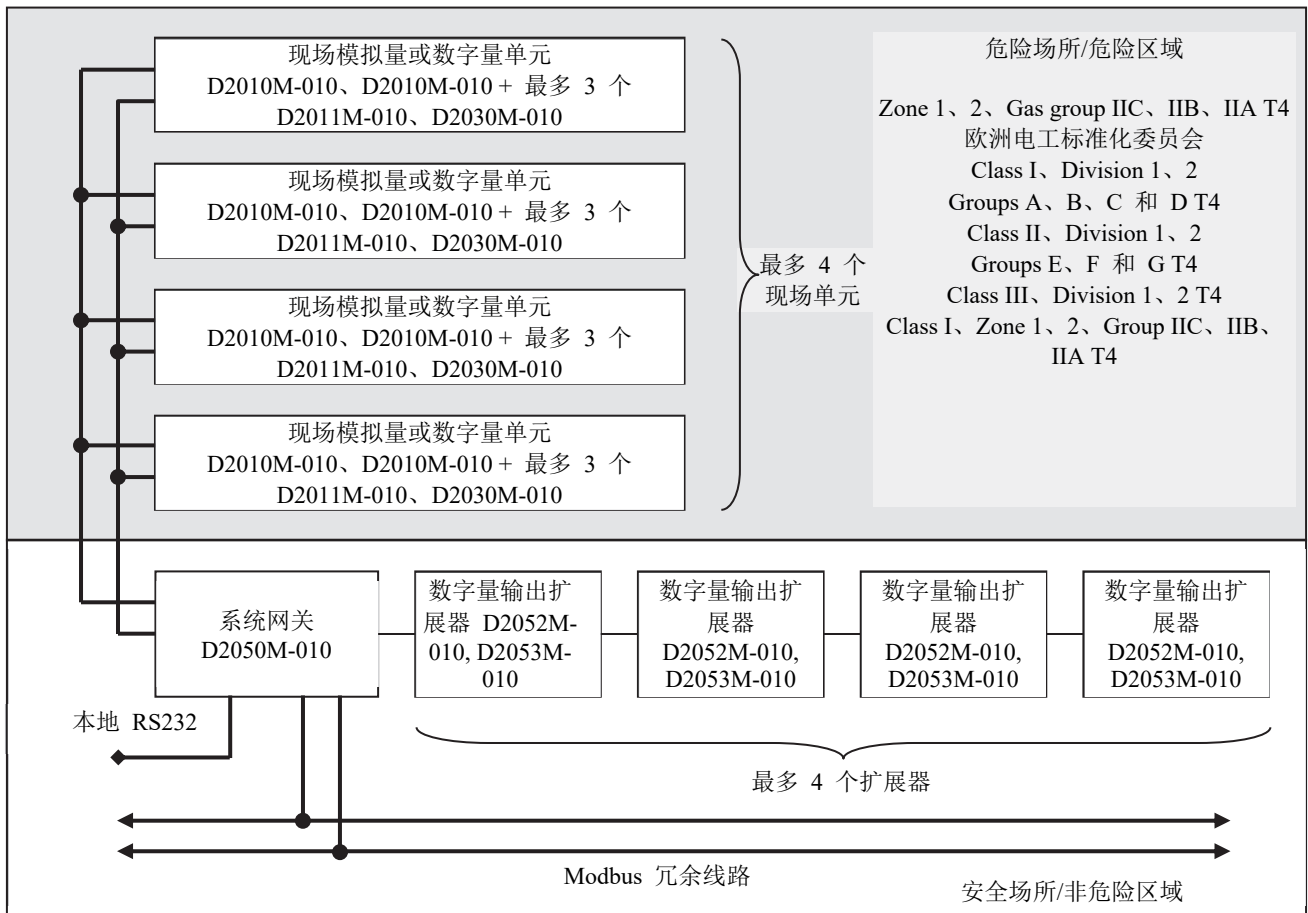 现场模拟量或数字量单元
D2010M-010、D2010M-010 + 最多 3 个
D2011M-010、D2030M-010
现场模拟量或数字量单元
D2010M-010、D2010M-010 + 最多 3 个
D2011M-010、D2030M-010
现场模拟量或数字量单元
D2010M-010、D2010M-010 + 最多 3 个
D2011M-010、D2030M-010
现场模拟量或数字量单元
D2010M-010、D2010M-010 + 最多 3 个
D2011M-010、D2030M-010
最多 4 个
现场单元
危险场所/危险区域
Zone 1、2、Gas group IIC、IIB、IIA T4
欧洲电工标准化委员会
Class I、Division 1、2
Groups A、B、C 和 D T4
Class II、Division 1、2
Groups E、F 和 G T4
Class III、Division 1、2 T4
Class I、Zone 1、2、Group IIC、IIB、
IIA T4
系统网关
D2050M-010
数字量输出扩
展器 D2052M-
010, D2053M-
010
数字量输出扩
展器
D2052M-010,
D2053M-010
数字量输出扩
展器
D2052M-010,
D2053M-010
数字量输出扩
展器
D2052M-010,
D2053M-010
本地 RS232
最多 4 个扩展器
Modbus 冗余线路
安全场所/非危险区域